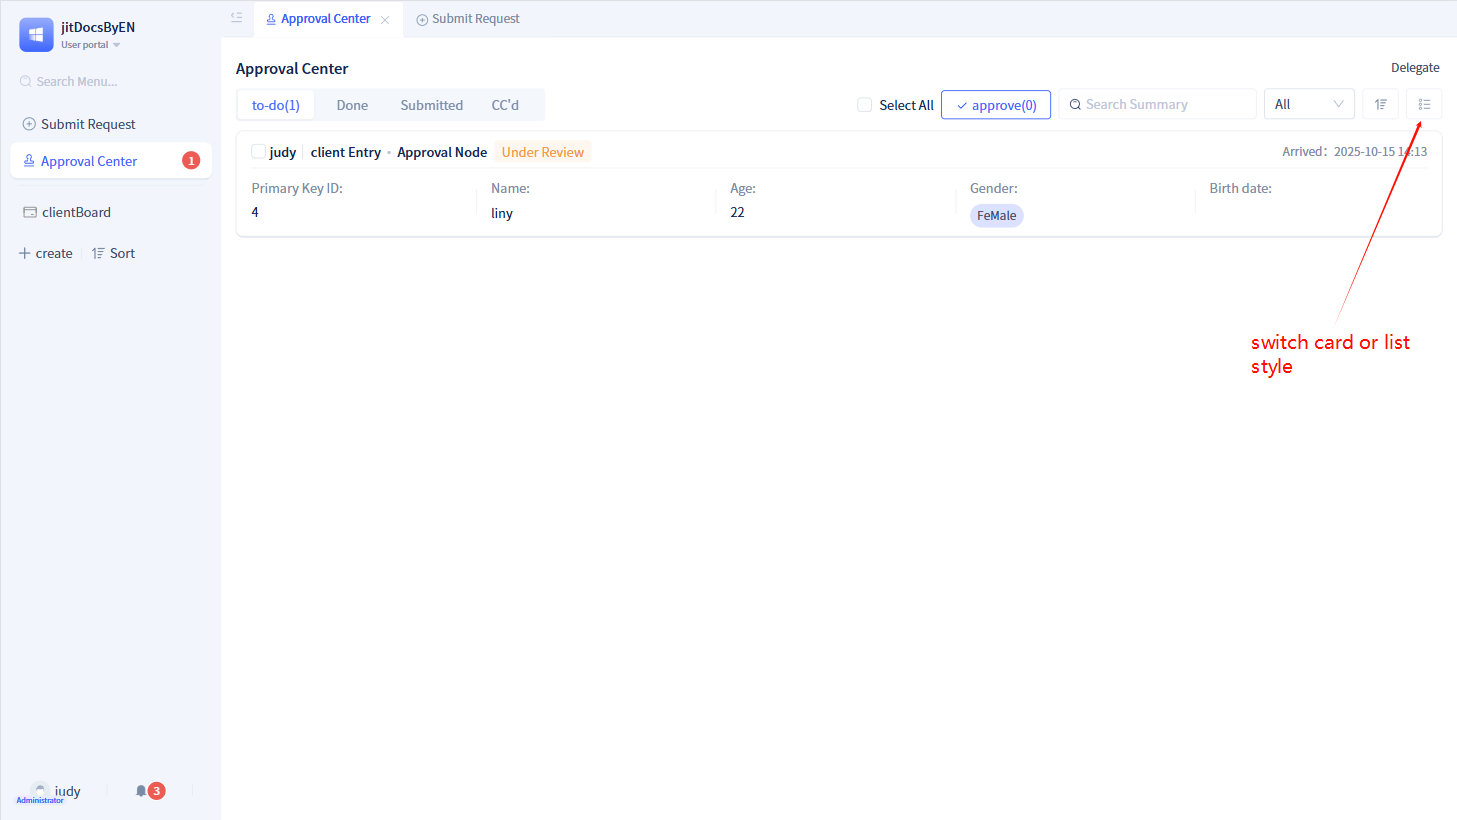 jitDocsByEN
User portal
Search Menu...
Submit Request
Approval Center 1
clientBoard
create Sort
judy
Administrator
3
Approval Center Submit Request
Approval Center
Delegate
to-do(1) Done Submitted CC'd
Select All approve(0) Search Summary All
judy client Entry • Approval Node Under Review
Arrived: 2025-10-15 14:13
Primary Key ID: Name: Age: Gender: Birth date:
4 liny 22 FeMale
switch card or list
style